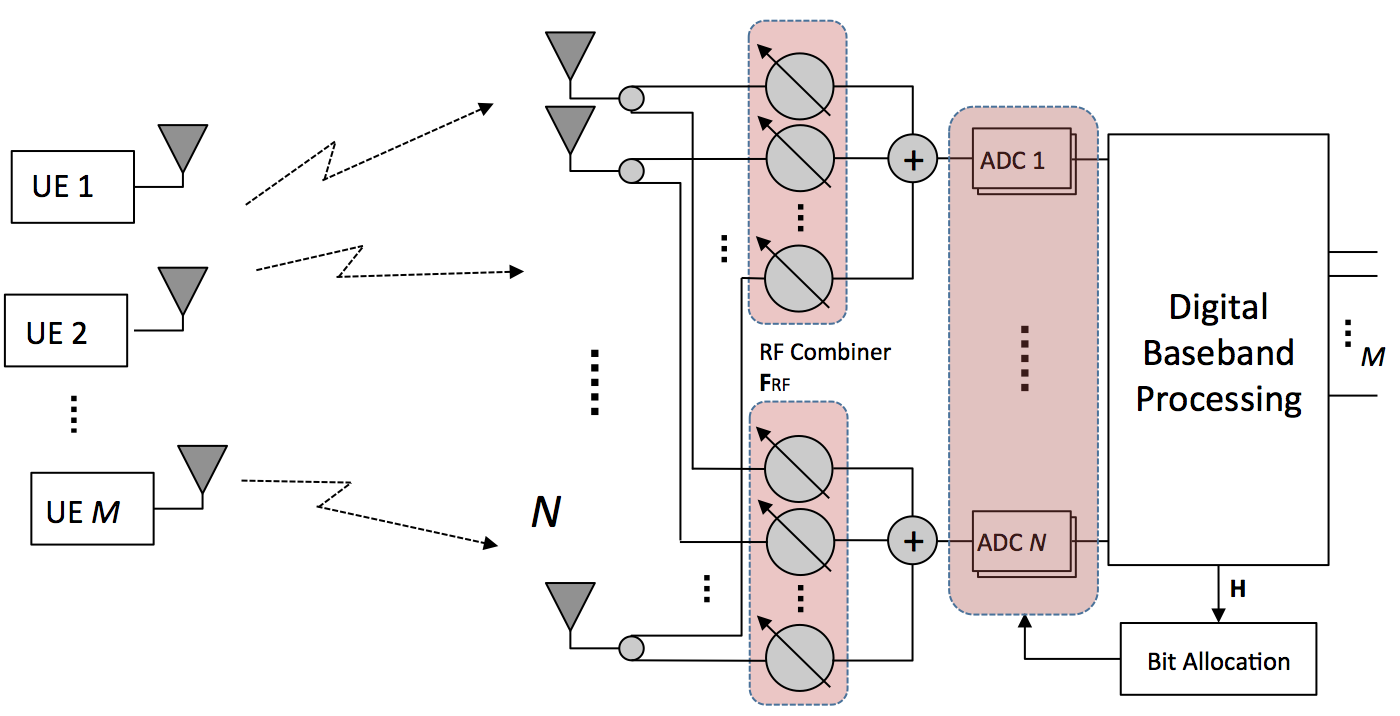 UE 1
UE 2
UE M
N
RF Combiner
FRF
+
+
ADC 1
ADC N
Digital
Baseband
Processing
M
H
Bit Allocation